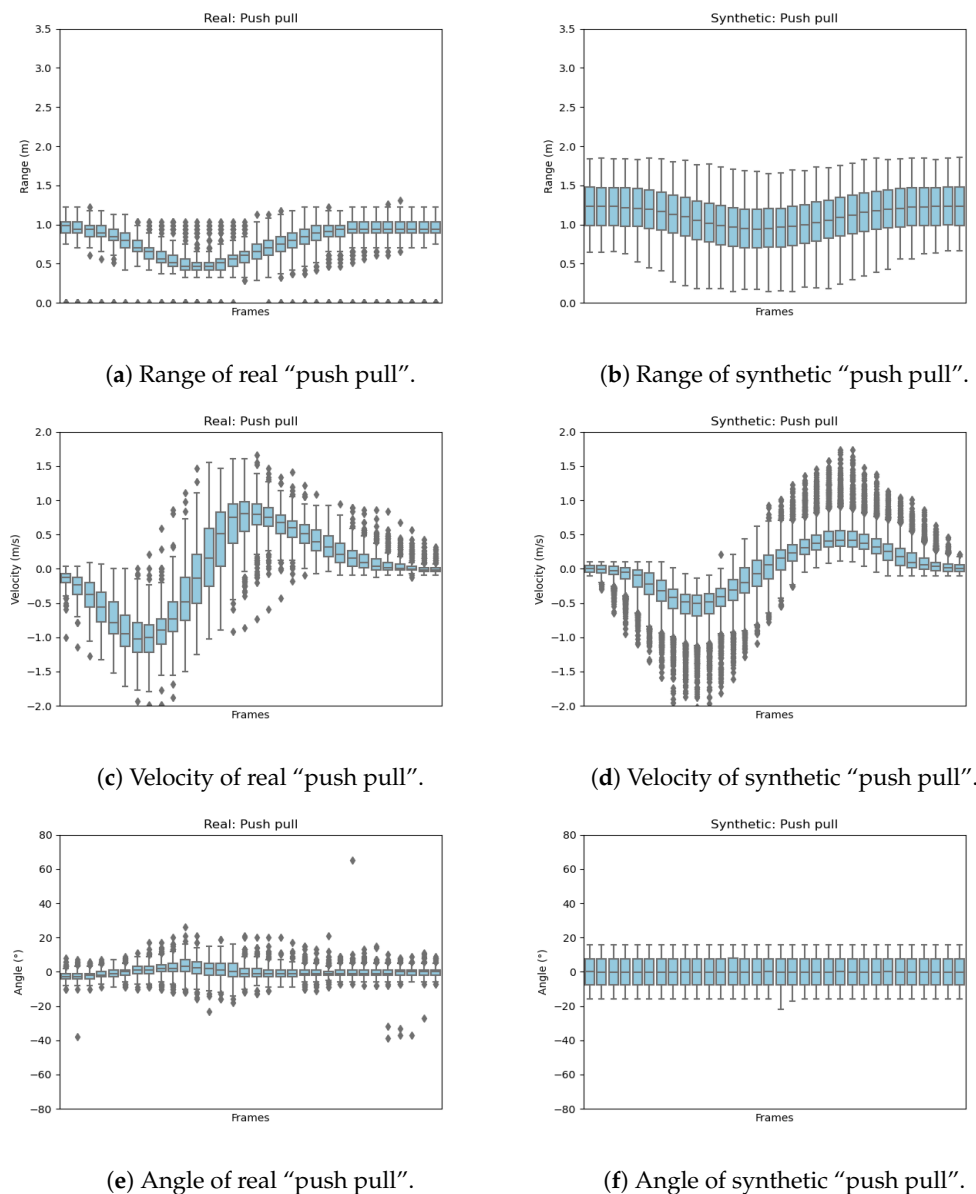 Real: Push pull
Range (m)
3.5
3.0
2.5
2.0
1.5
1.0
0.5
0.0
Frames
(a) Range of real “push pull”.
Synthetic: Push pull
Range (m)
3.5
3.0
2.5
2.0
1.5
1.0
0.5
0.0
Frames
(b) Range of synthetic “push pull”.
Real: Push pull
Velocity (m/s)
2.0
1.5
1.0
0.5
0.0
−0.5
−1.0
−1.5
−2.0
Frames
(c) Velocity of real “push pull”.
Synthetic: Push pull
Velocity (m/s)
2.0
1.5
1.0
0.5
0.0
−0.5
−1.0
−1.5
−2.0
Frames
(d) Velocity of synthetic “push pull”.
Real: Push pull
Angle (°)
80
60
40
20
0
−20
−40
−60
−80
Frames
(e) Angle of real “push pull”.
Synthetic: Push pull
Angle (°)
80
60
40
20
0
−20
−40
−60
−80
Frames
(f) Angle of synthetic “push pull”.